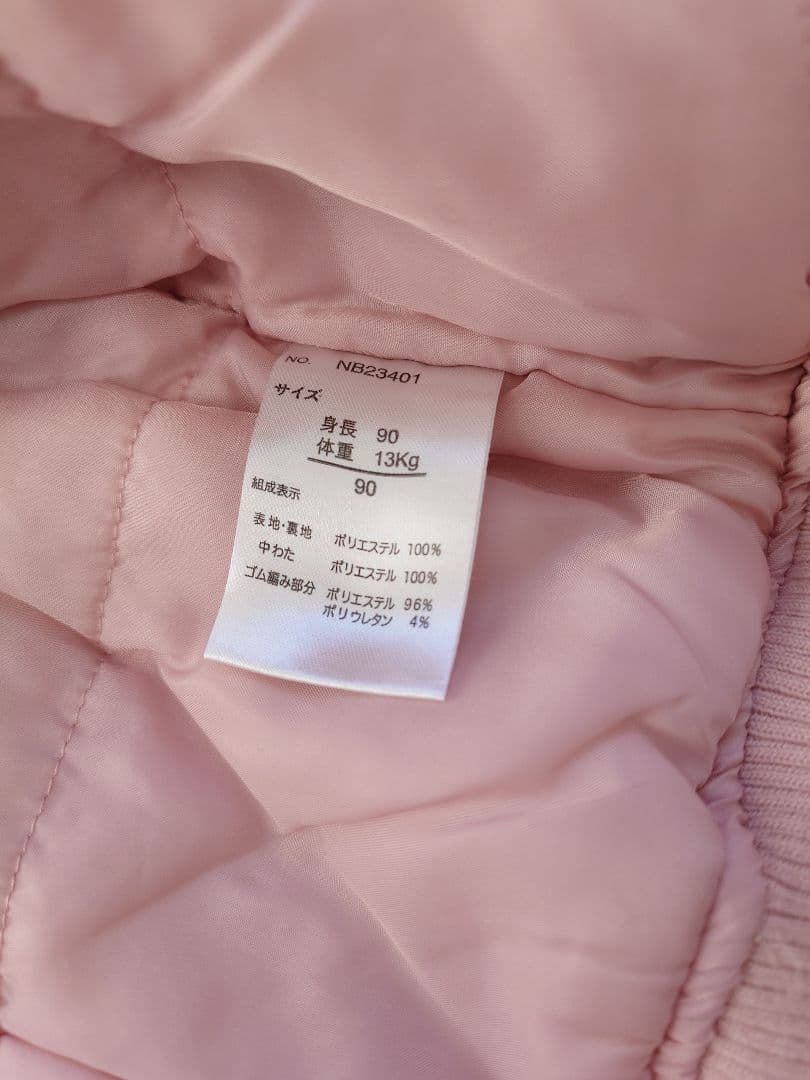 NO. NB23401
サイズ
身長 90
体重 13Kg
90
組成表示
表地・裏地 ポリエステル 100%
中わた ポリエステル 100%
ゴム編み部分 ポリエステル 96%
ポリウレタン 4%